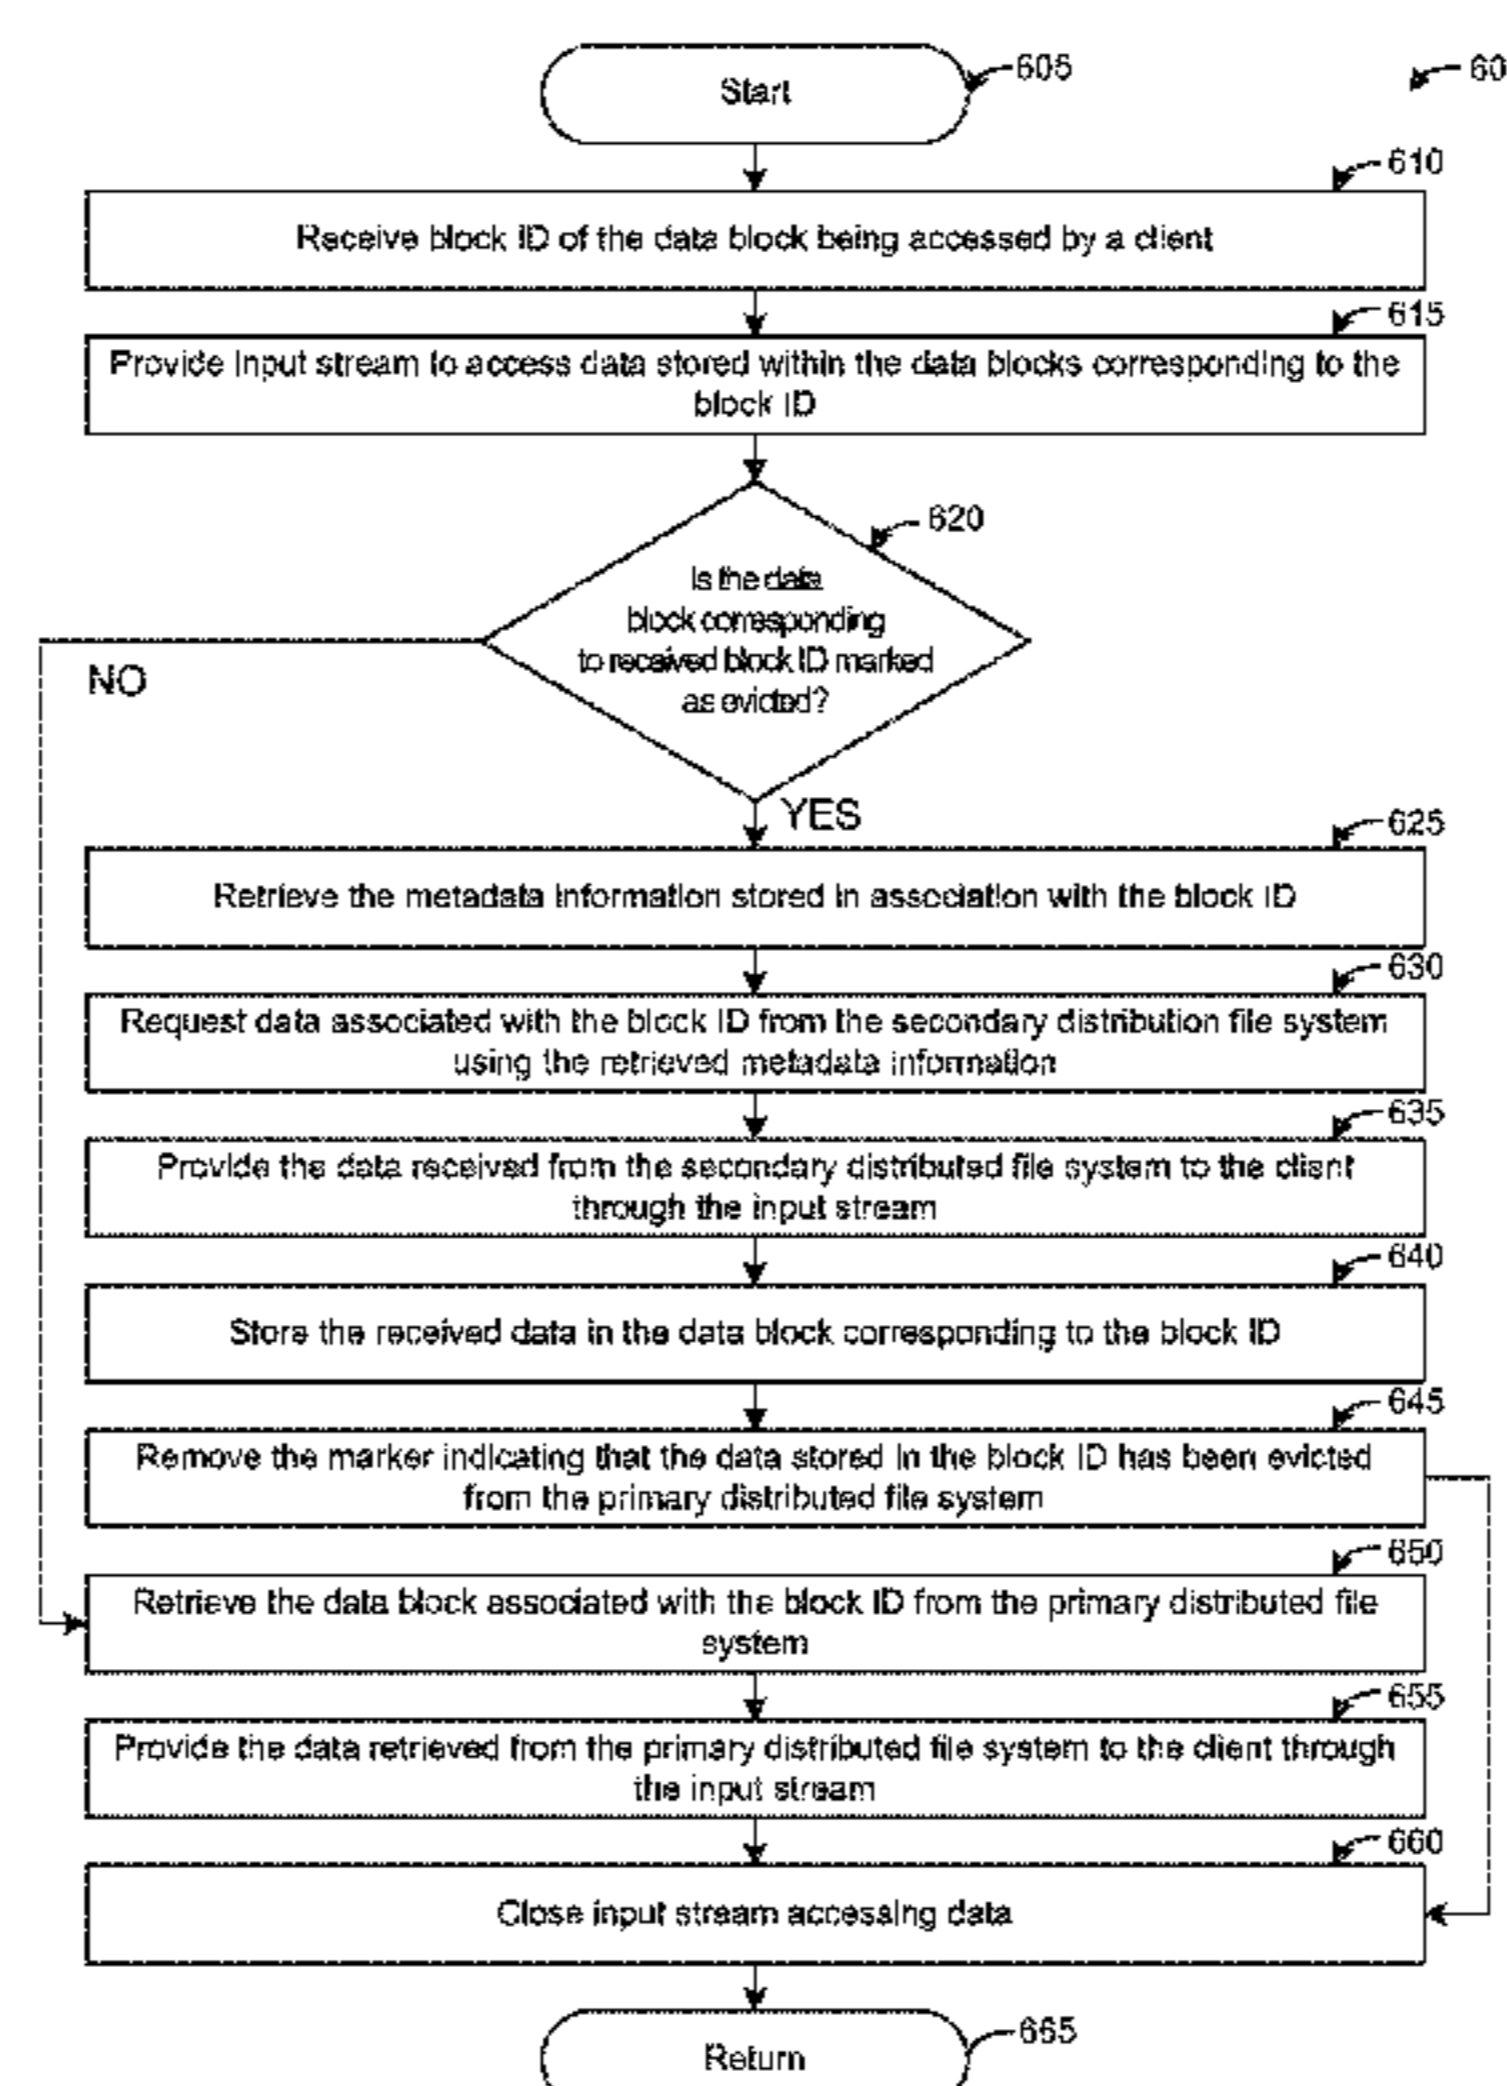 Start
605
60
610
Receive block ID of the data block being accessed by a client
615
Provide input stream to access data stored within the data blocks corresponding to the
block ID
620
Is the data
block corresponding
to received block ID marked
as evicted?
NO
YES
625
Retrieve the metadata information stored in association with the block ID
630
Request data associated with the block ID from the secondary distribution file system
using the retrieved metadata information
635
Provide the data received from the secondary distributed file system to the client
through the input stream
640
Store the received data in the data block corresponding to the block ID
645
Remove the marker indicating that the data stored in the block ID has been evicted
from the primary distributed file system
650
Retrieve the data block associated with the block ID from the primary distributed file
system
655
Provide the data retrieved from the primary distributed file system to the client through
the input stream
660
Close input stream accessing data
665
Return